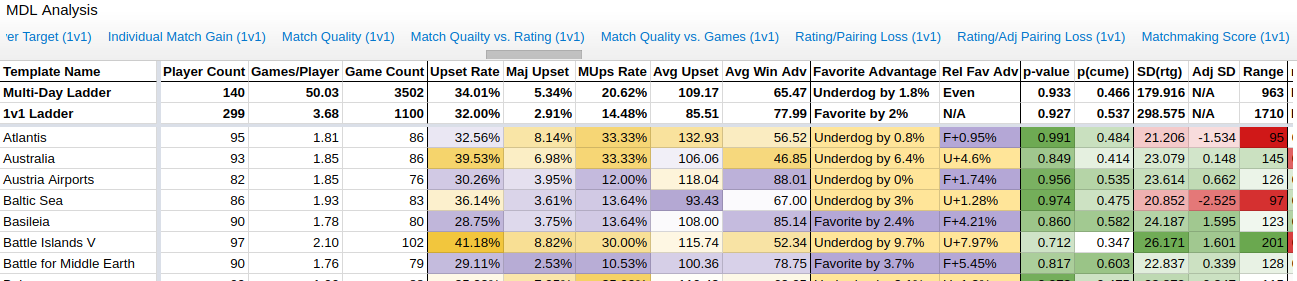 MDL Analysis
er Target (1v1) Individual Match Gain (1v1) Match Quality (1v1) Match Quailty vs. Rating (1v1) Match Quality vs. Games (1v1) Rating/Pairing Loss (1v1) Rating/Adj Pairing Loss (1v1) Matchmaking Score (1v1)
Template Name Player Count Games/Player Game Count Upset Rate Maj Upset MUps Rate Avg Upset Avg Win Adv Favorite Advantage Rel Fav Adv p-value p(cume) SD(rtg) Adj SD Range
Multi-Day Ladder 140 50.03 3502 34.01% 5.34% 20.62% 109.17 65.47 Underdog by 1.8% Even 0.933 0.466 179.916 N/A 963
1v1 Ladder 299 3.68 1100 32.00% 2.91% 14.48% 85.51 77.99 Favorite by 2% N/A 0.927 0.537 298.575 N/A 1710
Atlantis 95 1.81 86 32.56% 8.14% 33.33% 132.93 56.52 Underdog by 0.8% F+0.95% 0.991 0.484 21.206 -1.534 95
Australia 93 1.85 86 39.53% 6.98% 33.33% 106.06 46.85 Underdog by 6.4% U+4.6% 0.849 0.414 23.079 0.148 145
Austria Airports 82 1.85 76 30.26% 3.95% 12.00% 118.04 88.01 Underdog by 0% F+1.74% 0.956 0.535 23.614 0.662 126
Baltic Sea 86 1.93 83 36.14% 3.61% 13.64% 93.43 67.00 Underdog by 3% U+1.28% 0.974 0.475 20.852 -2.525 97
Basileia 90 1.78 80 28.75% 3.75% 13.64% 108.00 85.14 Favorite by 2.4% F+4.21% 0.860 0.582 24.187 1.595 123
Battle Islands V 97 2.10 102 41.18% 8.82% 30.00% 115.74 52.34 Underdog by 9.7% U+7.97% 0.712 0.347 26.171 1.601 201
Battle for Middle Earth 90 1.76 79 29.11% 2.53% 10.53% 100.36 78.75 Favorite by 3.7% F+5.45% 0.817 0.603 22.837 0.339 128